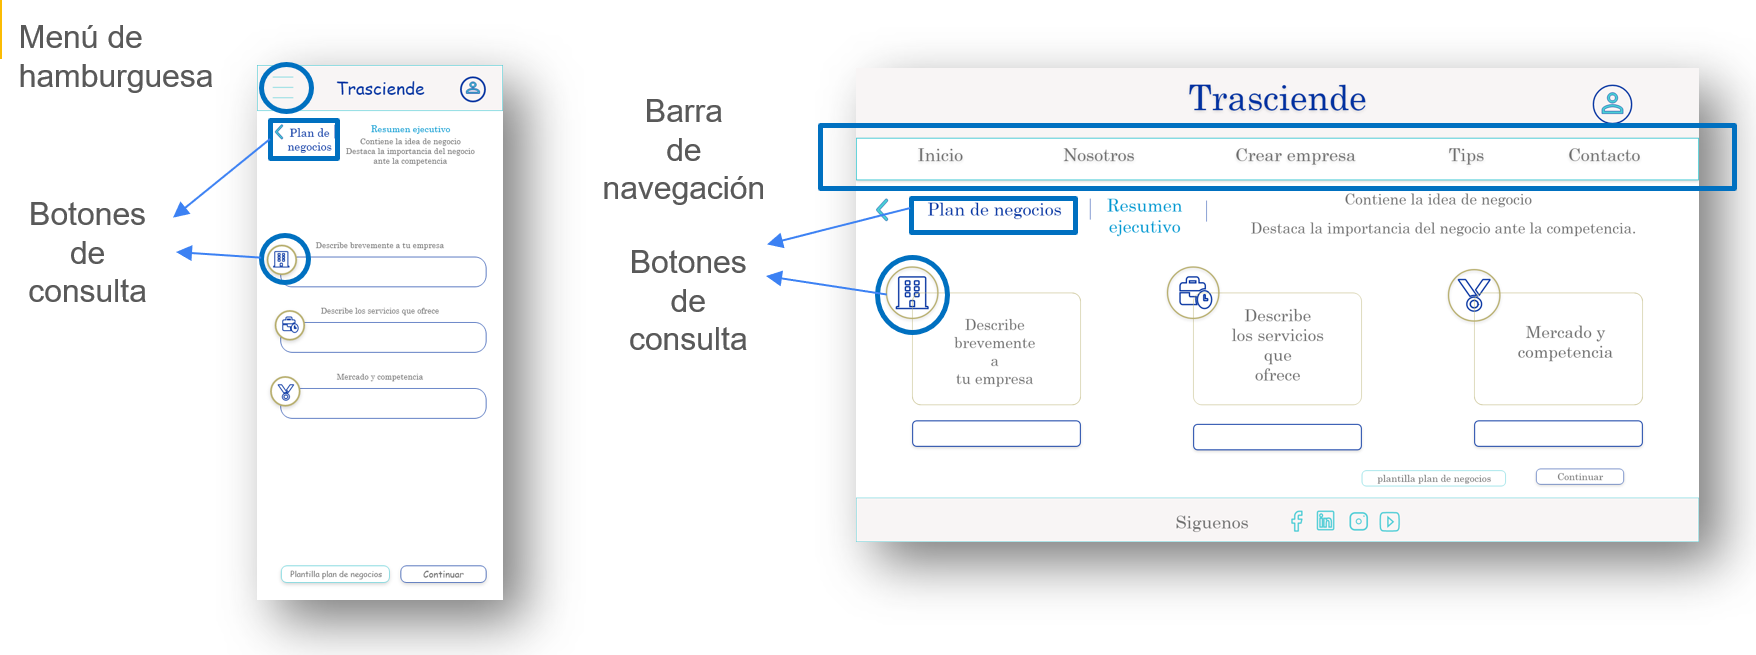 Menú de
hamburguesa
Botones
de
consulta
Trasciende
Plan de
negocios
Resumen ejecutivo
Contiene la idea de negocio
Destaca la importancia del negocio
ante la competencia
Describe brevemente a tu empresa
Describe los servicios que ofrece
Mercado y competencia
Plantilla plan de negocios
Continuar
Barra
de
navegación
Botones
de
consulta
Trasciende
Inicio Nosotros Crear empresa Tips Contacto
Plan de negocios
Resumen
ejecutivo
Contiene la idea de negocio
Destaca la importancia del negocio ante la competencia.
Describe
brevemente
a
tu empresa
Describe
los servicios
que
ofrece
Mercado y
competencia
plantilla plan de negocios
Continuar
Siguenos
in